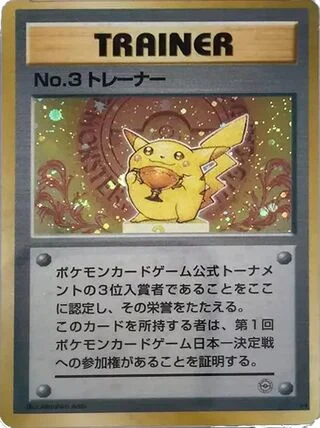 TRAINER
No.3 トレーナー
ポケモンカードゲーム公式トーナメ
ントの3位入賞者であることをここ
に認定し、その栄誉をたたえる。
このカードを所持する者は、第1回
ポケモンカードゲーム日本一決定戦
への参加権があることを証明する。